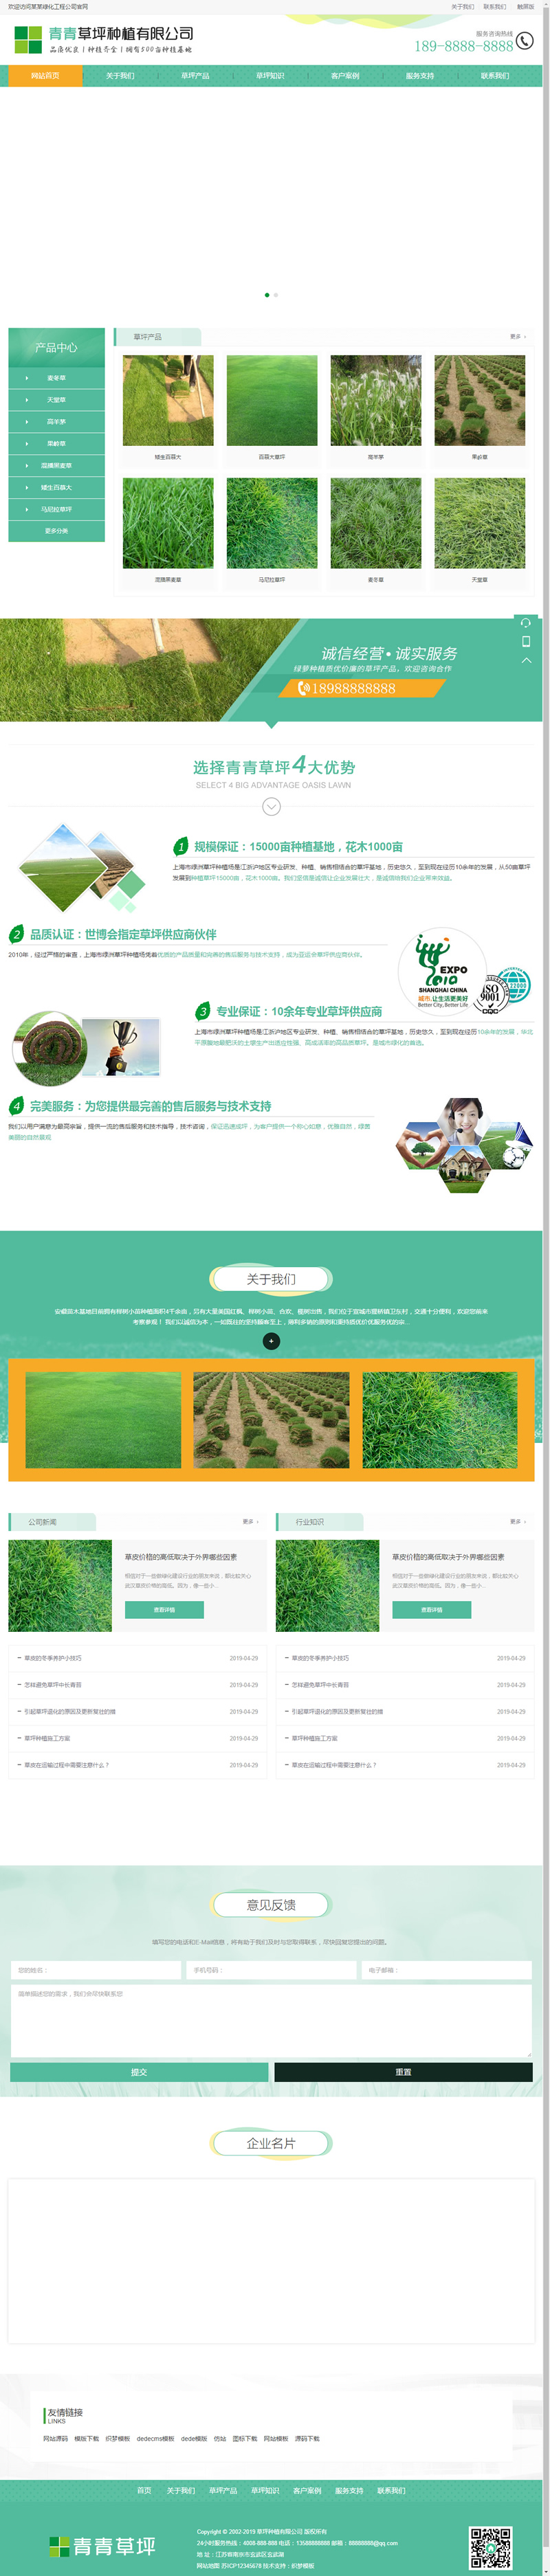 欢迎访问某某绿化工程公司官网
关于我们 联系我们 触屏版
青青草坪种植有限公司
品质优良 | 种植齐全 | 拥有500亩种植基地
服务咨询热线
189-8888-8888
网站首页 关于我们 草坪产品 草坪知识 客户案例 服务支持 联系我们
产品中心
麦冬草
天堂草
高羊茅
果岭草
混播黑麦草
矮生百慕大
马尼拉草坪
更多分类
草坪产品
更多
矮生百慕大 百慕大草坪 高羊茅 果岭草
混播黑麦草 马尼拉草坪 麦冬草 天堂草
诚信经营·诚实服务
绿萝种植质优价廉的草坪产品，欢迎咨询合作
18988888888
选择青青草坪4大优势
SELECT 4 BIG ADVANTAGE OASIS LAWN
1 规模保证：15000亩种植基地，花木1000亩
上海市绿洲草坪种植场是江浙沪地区专业研发、种植、销售相结合的草坪基地，历史悠久，至到现在经历10余年的发展，从50亩草坪
发展到种植草坪15000亩，花木1000亩。我们坚信是诚信让企业发展壮大，是诚信给我们企业带来效益。
2 品质认证：世博会指定草坪供应商伙伴
2010年，经过严格的审查，上海市绿洲草坪种植场凭着优质的产品质量和完善的售后服务与技术支持，成为亚运会草坪供应商伙伴。
EXPO
2010
SHANGHAI CHINA
城市,让生活更美好
Better City, Better Life
ISO
9001
CQC
22000
3 专业保证：10余年专业草坪供应商
上海市绿洲草坪种植场是江浙沪地区专业研发、种植、销售相结合的草坪基地，历史悠久，至到现在经历10余年的发展，华北
平原腹地最肥沃的土壤生产出适应性强、高成活率的高品质草坪。是城市绿化的首选。
4 完美服务：为您提供最完善的售后服务与技术支持
我们以用户满意为最高宗旨，提供一流的售后服务和技术指导，技术咨询，保证迅速成坪，为客户提供一个称心如意，优雅自然，绿茵
美丽的自然景观
关于我们
安徽苗木基地目前拥有榉树小苗种植面积4千余亩，另有大量美国红枫、榉树小苗、合欢、榔树出售，我们位于宣城市狸桥镇卫东村，交通十分便利，欢迎您前来
考察参观！ 我们以诚信为本，一如既往的坚持顾客至上，薄利多销的原则和秉持质优价优服务优的宗...
公司新闻 更多
行业知识 更多
草皮价格的高低取决于外界哪些因素
相信对于一些做绿化建设行业的朋友来说，都比较关心
此次草皮价格的高低。因为，像一些小...
查看详情
草皮价格的高低取决于外界哪些因素
相信对于一些做绿化建设行业的朋友来说，都比较关心
此次草皮价格的高低。因为，像一些小...
查看详情
草皮的冬季养护小技巧 2019-04-29
草皮的冬季养护小技巧 2019-04-29
怎样避免草坪中长青苔 2019-04-29
怎样避免草坪中长青苔 2019-04-29
引起草坪退化的原因及更新复壮的措 2019-04-29
引起草坪退化的原因及更新复壮的措 2019-04-29
草坪种植施工方案 2019-04-29
草坪种植施工方案 2019-04-29
草皮在运输过程中需要注意什么？ 2019-04-29
草皮在运输过程中需要注意什么？ 2019-04-29
意见反馈
填写您的电话和E-Mail信息，将有助于我们及时与您取得联系，尽快回复您提出的问题。
您的姓名： 手机号码： 电子邮箱：
简单描述您的需求，我们会尽快联系您
提交 重置
企业名片
友情链接
LINKS
网站源码 模版下载 织梦模板 dedecms模板 dede模版 仿站 图标下载 网站模板 源码下载
首页 关于我们 草坪产品 草坪知识 客户案例 服务支持 联系我们
青青草坪
Copyright © 2002-2019 草坪种植有限公司 版权所有
24小时服务热线：4008-888-888 电话：13588888888 邮箱：88888888@qq.com
地 址：江苏省南京市玄武区玄武湖
网站地图 苏ICP12345678 技术支持：织梦模板